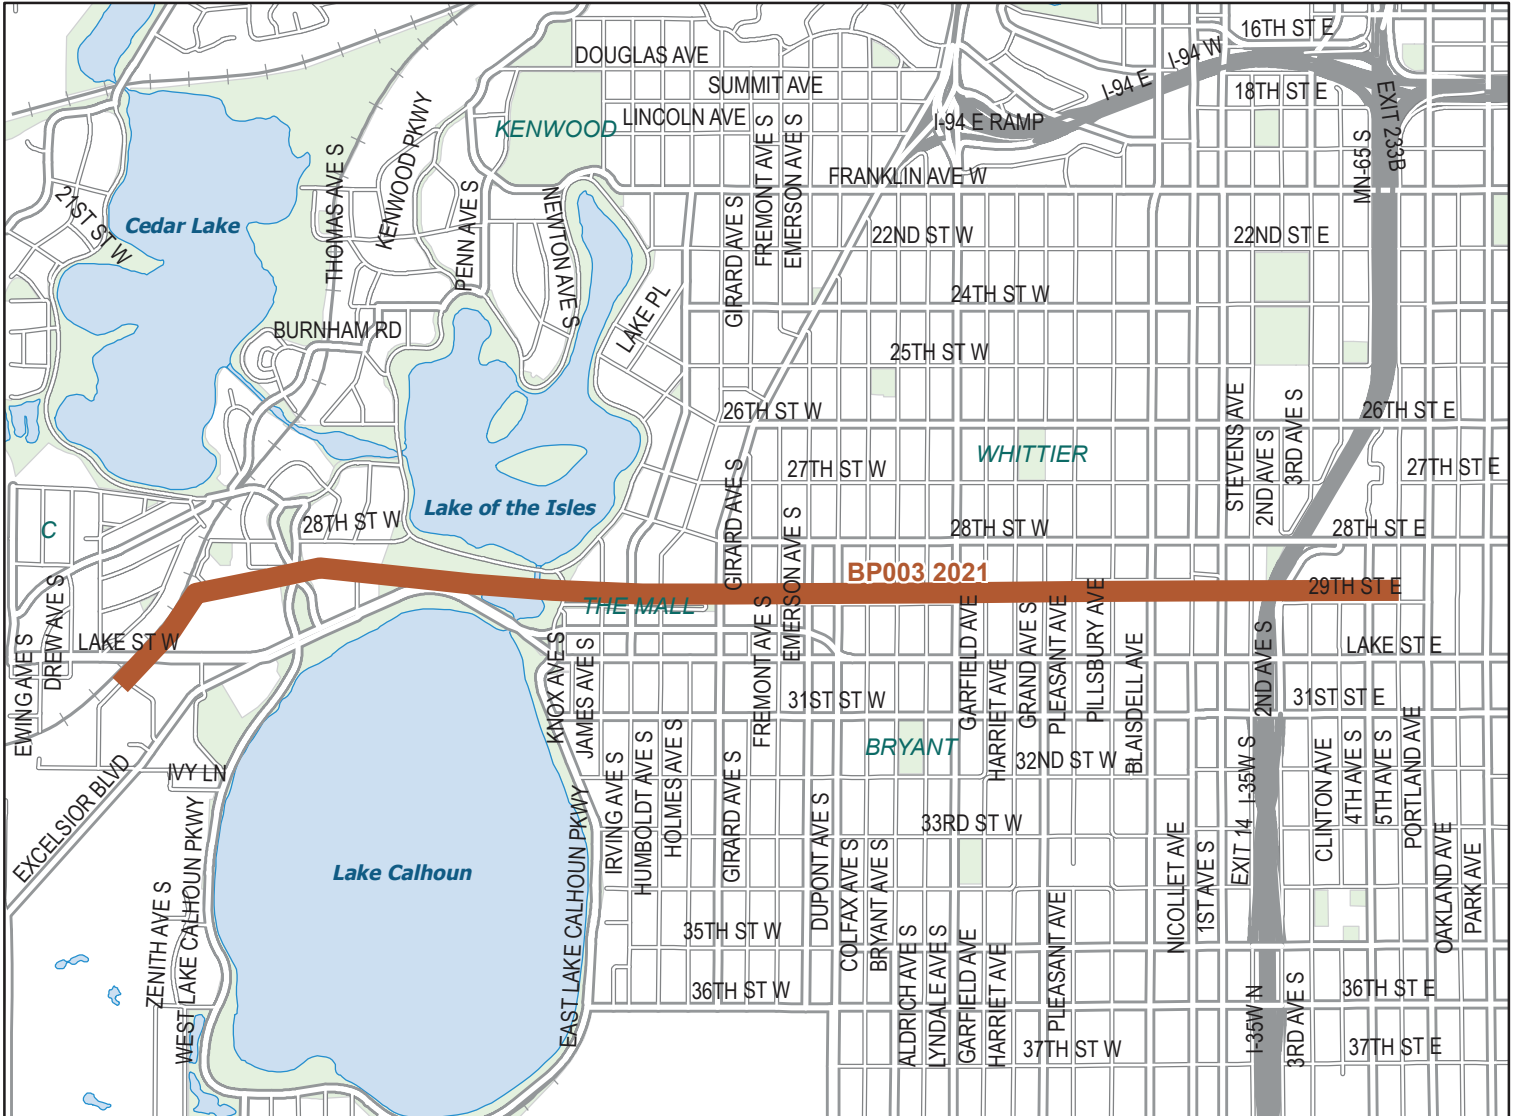 16TH ST E
DOUGLAS AVE
I-94 W
SUMMIT AVE
I-94 E
18TH ST E
EXIT 233B
KENWOOD
LINCOLN AVE
I-94 E RAMP
KENWOOD PKWY
FREMONT AVE S
EMERSON AVE S
MN-65 S
THOMAS AVE S
FRANKLIN AVE W
21ST ST W
Cedar Lake
PENN AVE S
NEWTON AVE S
GIRARD AVE S
22ND ST W
22ND ST E
24TH ST W
LAKE PL
BURNHAM RD
25TH ST W
26TH ST W
STEVENS AVE
2ND AVE S
3RD AVE S
26TH ST E
WHITTIER
27TH ST W
27TH ST E
Lake of the Isles
GIRARD AVE S
C
28TH ST W
EMERSON AVE S
28TH ST W
28TH ST E
BP003 2021
29TH ST E
THE MALL
DREW AVE S
EWING AVE S
LAKE ST W
KNOX AVE S
JAMES AVE S
FREMONT AVE S
GARFIELD AVE
HARRIET AVE
GRAND AVE S
PLEASANT AVE
PILLSBURY AVE
BLAISDELL AVE
2ND AVE S
LAKE ST E
31ST ST W
31ST ST E
BRYANT
32ND ST W
IVY LN
EXCELSIOR BLVD
IRVING AVE S
HUMBOLDT AVE S
HOLMES AVE S
GIRARD AVE S
I-35W S
EXIT 14
CLINTON AVE
4TH AVE S
5TH AVE S
PORTLAND AVE
33RD ST W
DUPONT AVE S
COLFAX AVE S
BRYANT AVE S
NICOLLET AVE
1ST AVE S
OAKLAND AVE
PARK AVE
Lake Calhoun
ZENITH AVE S
WEST LAKE CALHOUN PKWY
EAST LAKE CALHOUN PKWY
35TH ST W
ALDRICH AVE S
LYNDALE AVE S
GARFIELD AVE
HARRIET AVE
PLEASANT AVE
36TH ST W
I-35W N
3RD AVE S
36TH ST E
37TH ST W
37TH ST E